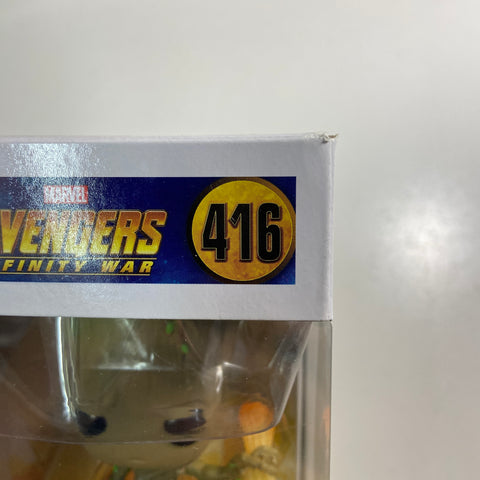 MARVEL
VENGERS
FINITY WAR
416